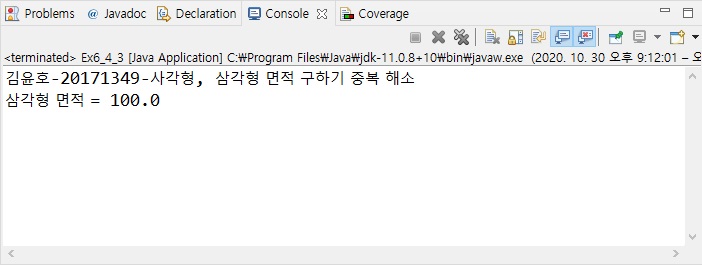 Problems @ Javadoc Declaration Console Coverage
<terminated> Ex6_4_3 [Java Application] C:₩Program Files₩Java₩jdk-11.0.8+10₩bin₩javaw.exe (2020. 10. 30 오후 9:12:01 – 오
김윤호-20171349-사각형, 삼각형 면적 구하기 중복 해소
삼각형 면적 = 100.0